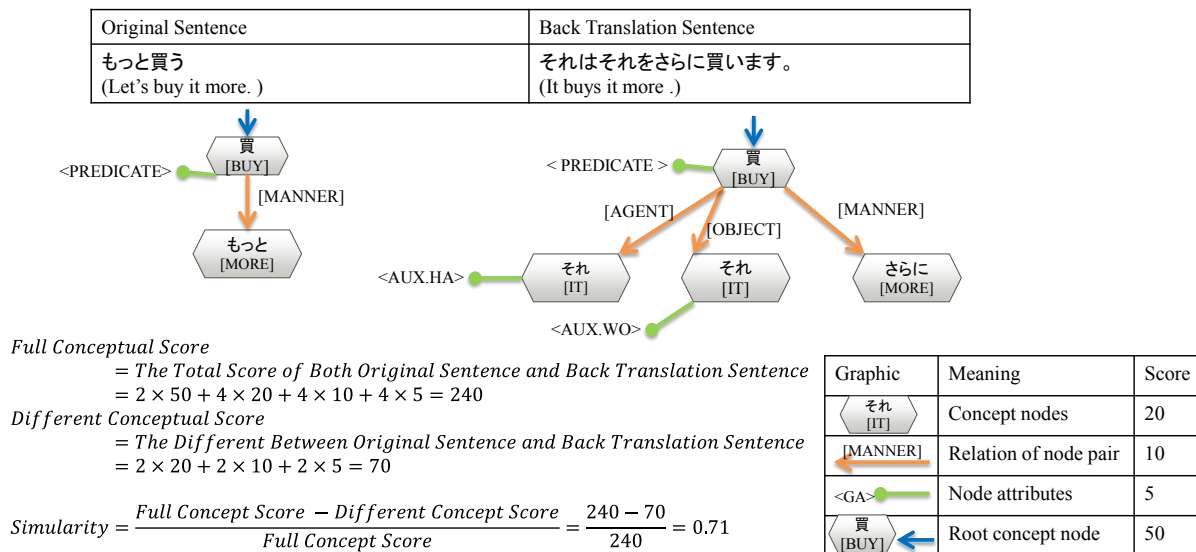 Original Sentence
Back Translation Sentence
もっと買う
(Let's buy it more. )
それはそれをさらに買います。
(It buys it more .)
<PREDICATE>
買
[BUY]
[MANNER]
もっと
[MORE]
< PREDICATE >
買
[BUY]
[AGENT]
[OBJECT]
[MANNER]
<AUX.HA>
それ
[IT]
それ
[IT]
さらに
[MORE]
<AUX.WO>
Full Conceptual Score
= The Total Score of Both Original Sentence and Back Translation Sentence
= 2 × 50 + 4 × 20 + 4 × 10 + 4 × 5 = 240
Different Conceptual Score
= The Different Between Original Sentence and Back Translation Sentence
= 2 × 20 + 2 × 10 + 2 × 5 = 70
Simularity = (Full Concept Score − Different Concept Score) / Full Concept Score = (240 − 70) / 240 = 0.71
Graphic Meaning Score
それ
[IT]
Concept nodes 20
[MANNER] Relation of node pair 10
<GA> Node attributes 5
買
[BUY]
Root concept node 50